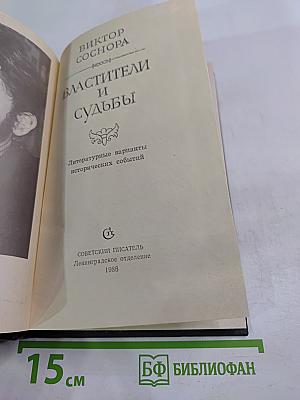 ВИКТОР
СОСНОРА
ВЛАСТИТЕЛИ
И
СУДЬБЫ
Литературные варианты
исторических событий
СОВЕТСКИЙ ПИСАТЕЛЬ
Ленинградское отделение
1986
15 см
БФ БИБЛИОФАН